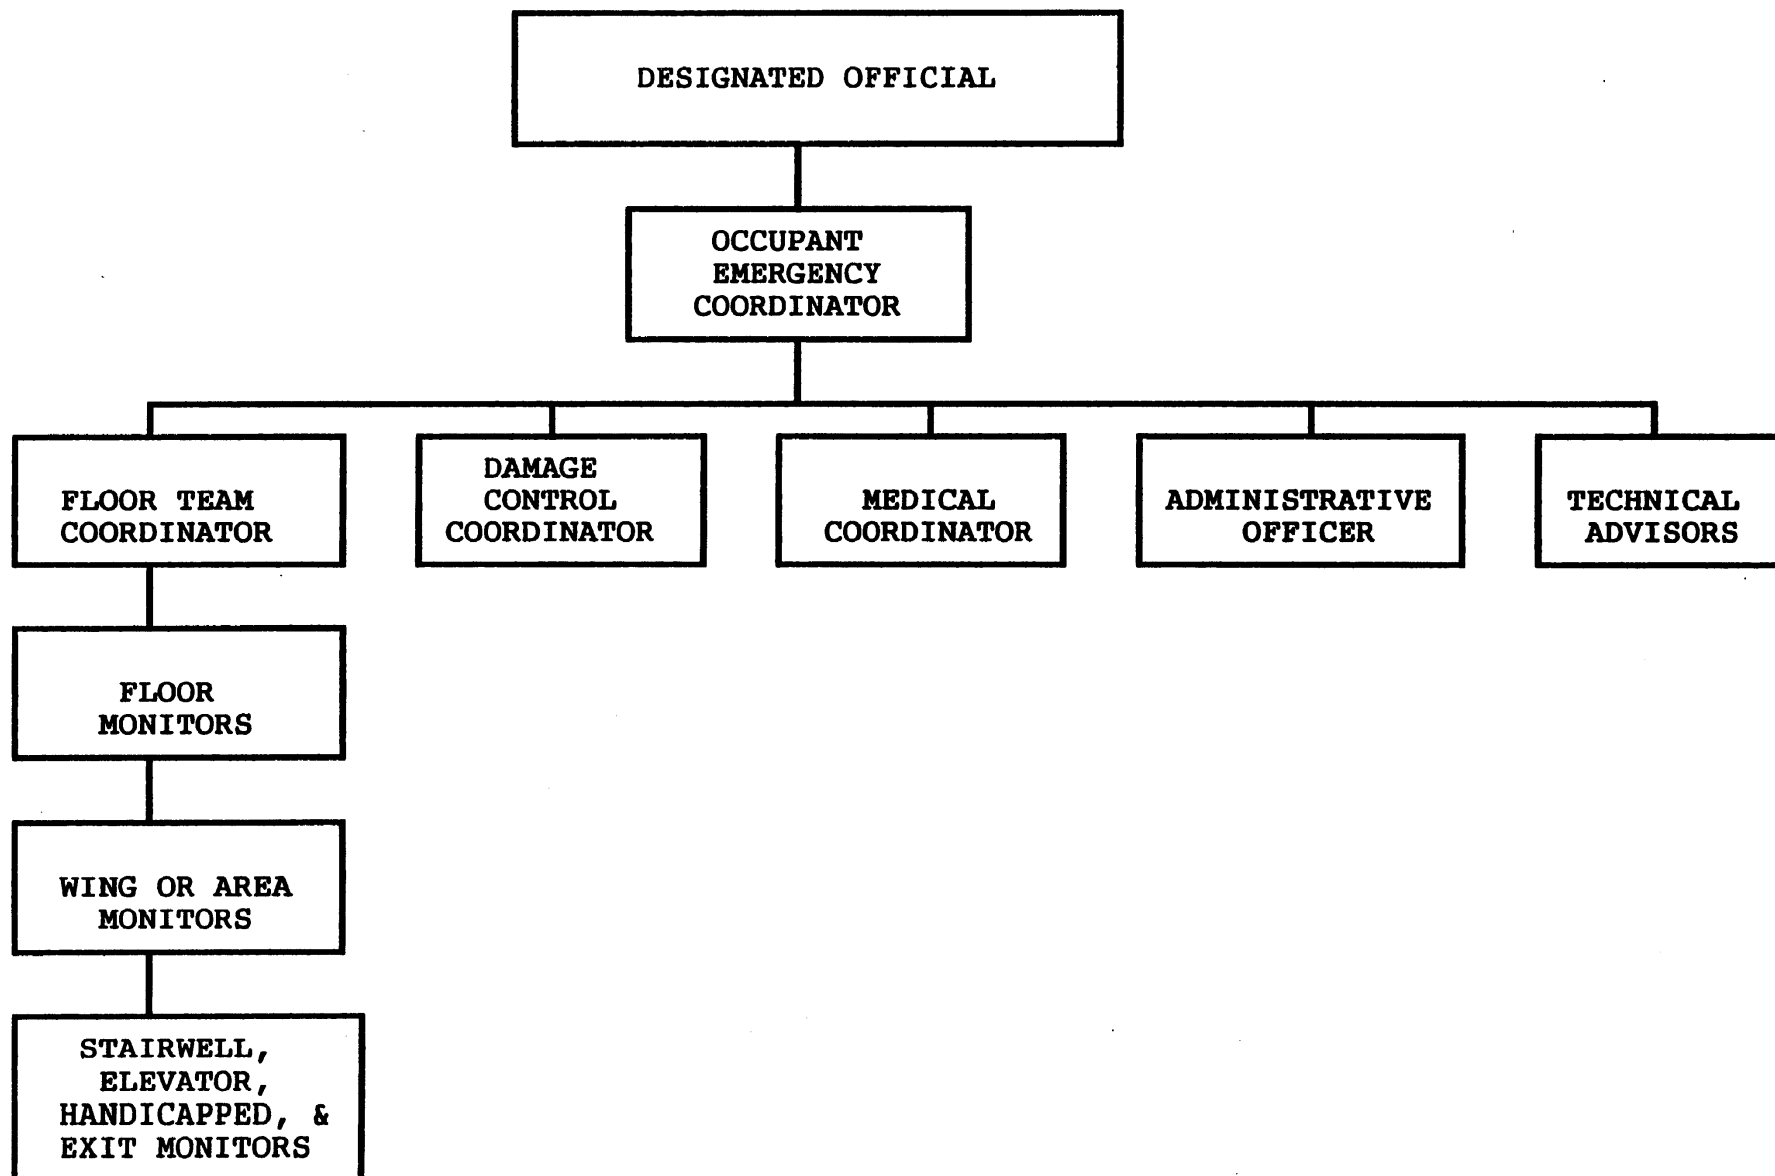 DESIGNATED OFFICIAL
OCCUPANT
EMERGENCY
COORDINATOR
FLOOR TEAM
COORDINATOR
DAMAGE
CONTROL
COORDINATOR
MEDICAL
COORDINATOR
ADMINISTRATIVE
OFFICER
TECHNICAL
ADVISORS
FLOOR
MONITORS
WING OR AREA
MONITORS
STAIRWELL,
ELEVATOR,
HANDICAPPED, &
EXIT MONITORS